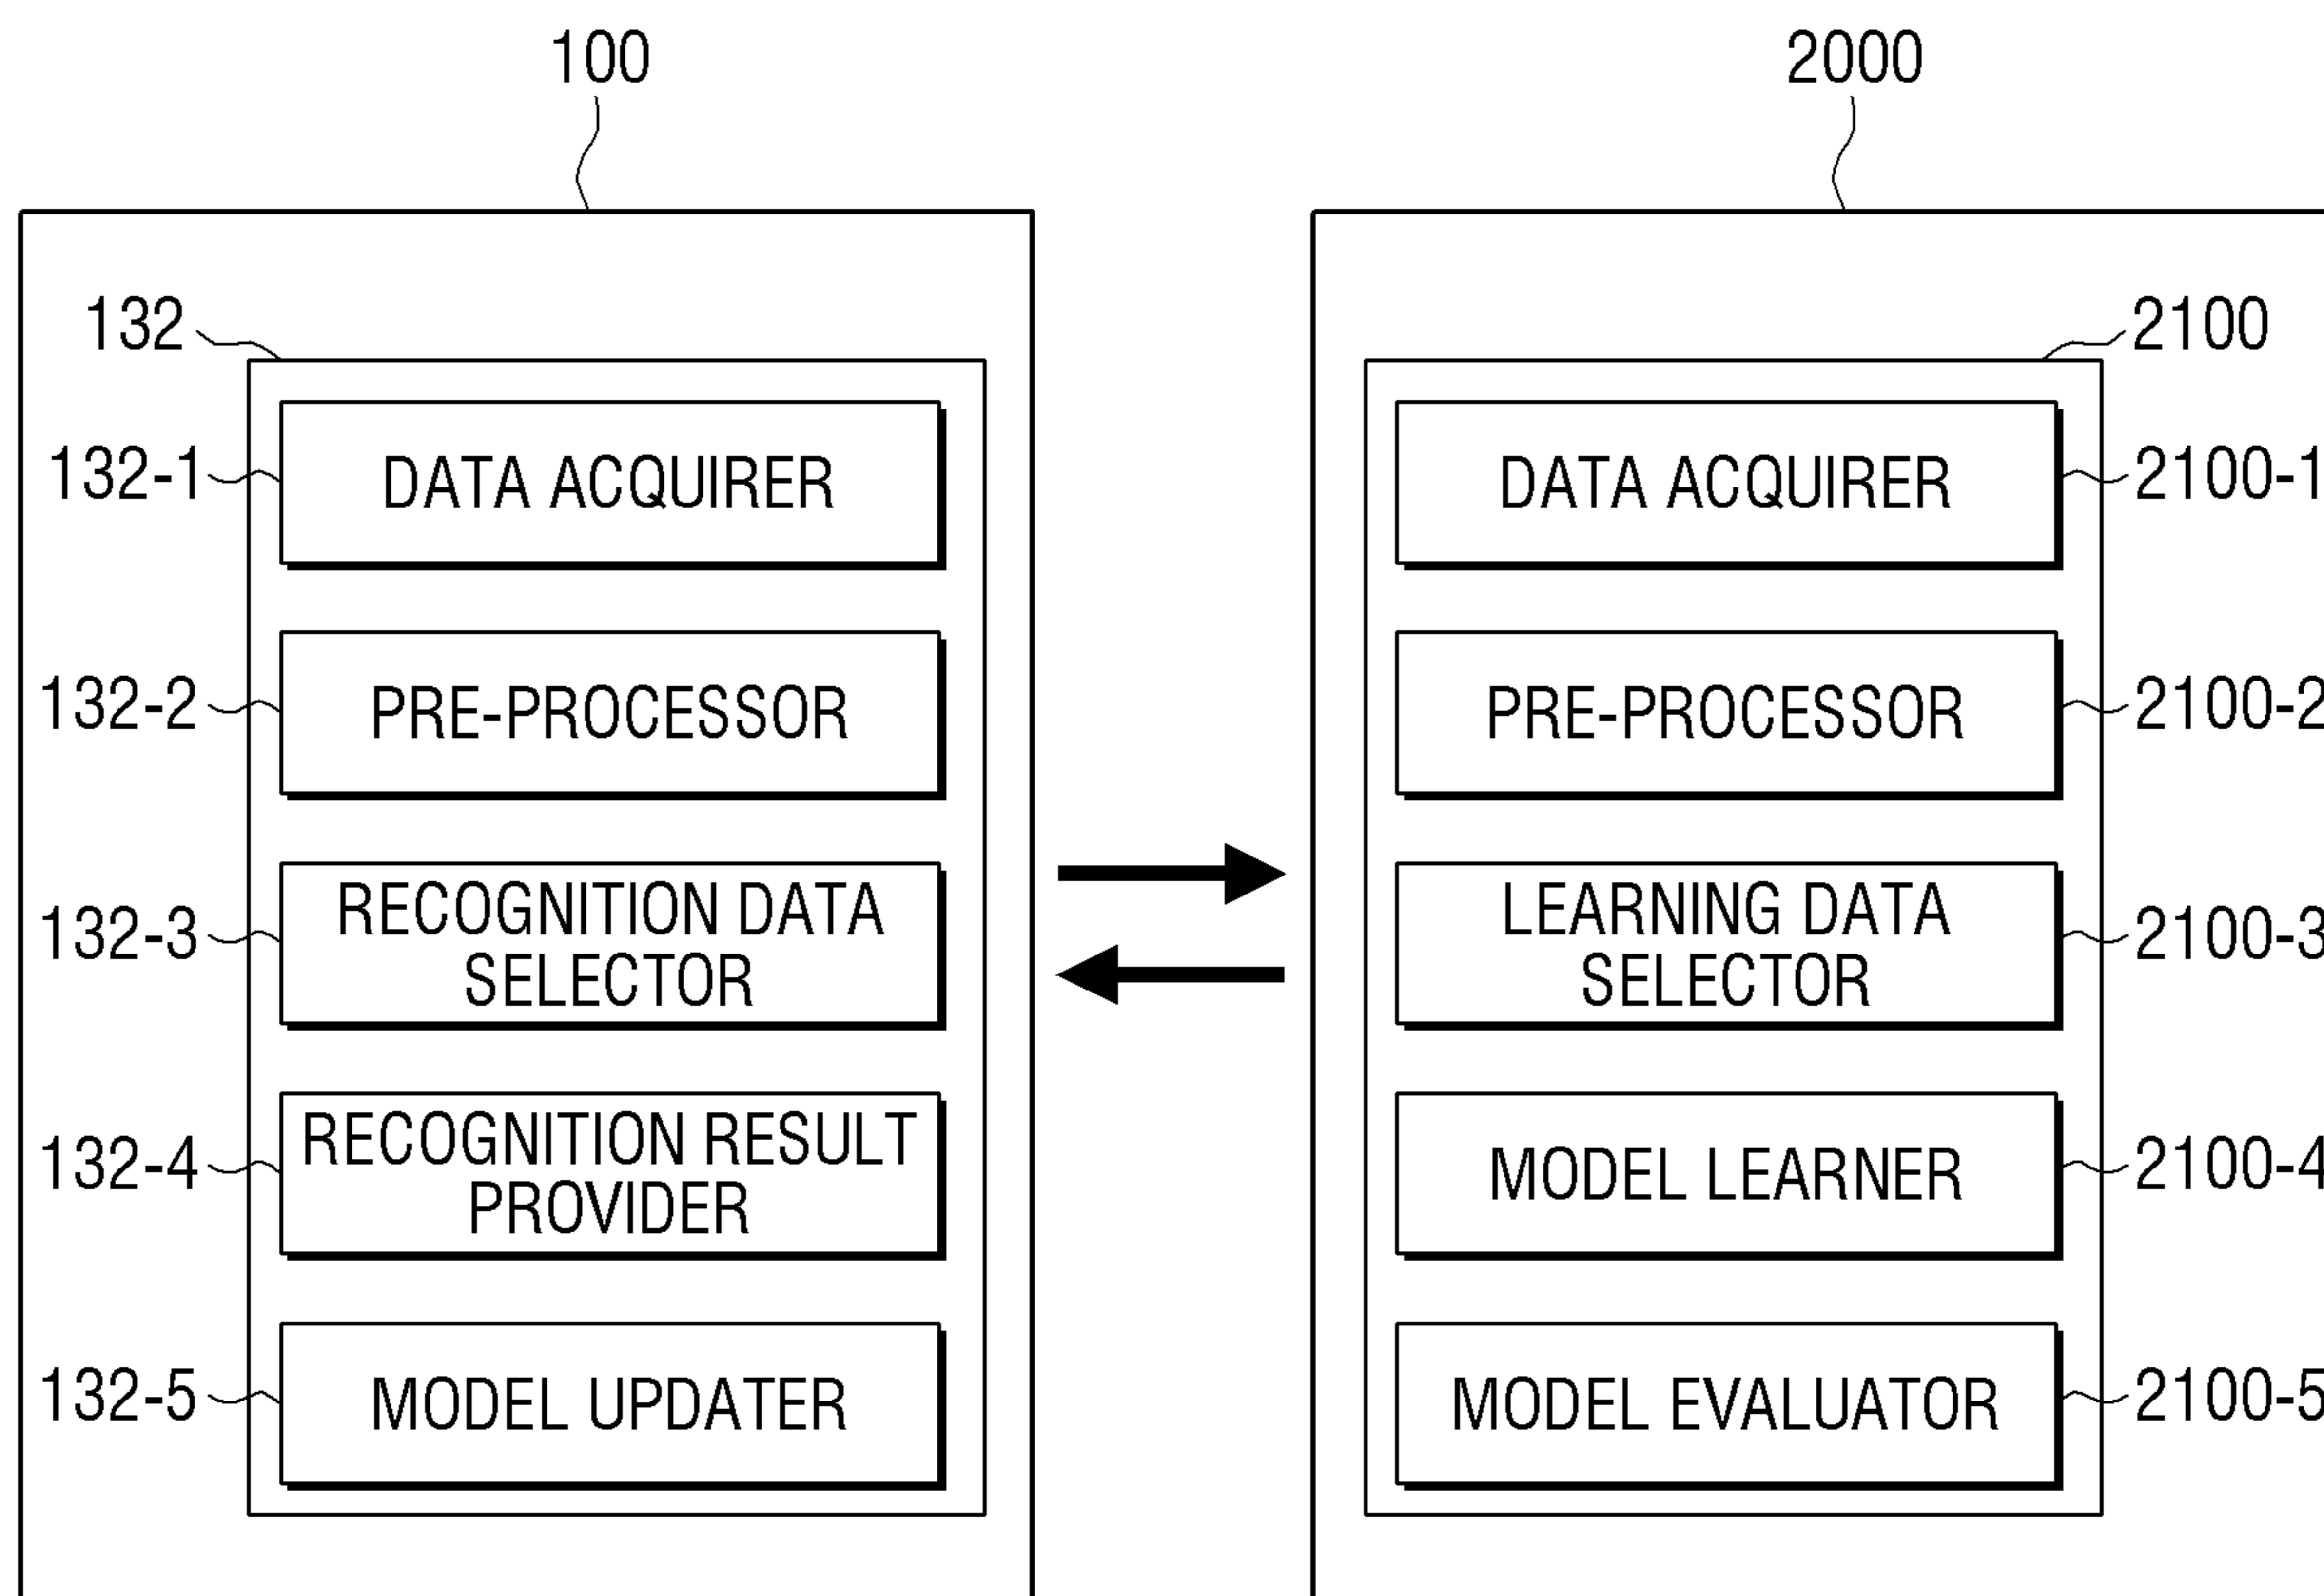 100
2000
132
2100
132-1
DATA ACQUIRER
DATA ACQUIRER
2100-1
132-2
PRE-PROCESSOR
PRE-PROCESSOR
2100-2
132-3
RECOGNITION DATA
SELECTOR
LEARNING DATA
SELECTOR
2100-3
132-4
RECOGNITION RESULT
PROVIDER
MODEL LEARNER
2100-4
132-5
MODEL UPDATER
MODEL EVALUATOR
2100-5